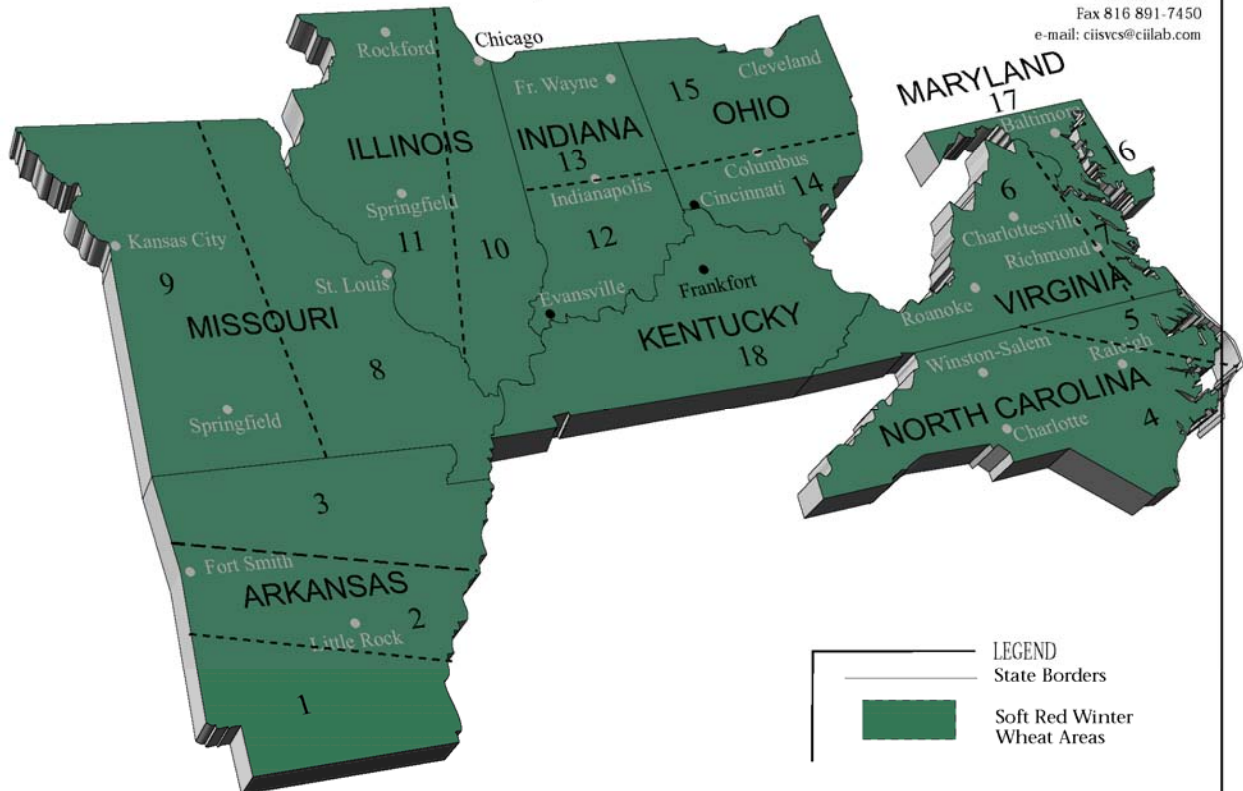 Fax 816 891-7450
e-mail: ciisvcs@ciilab.com
Rockford
Chicago
Cleveland
Fr. Wayne
15
OHIO
MARYLAND
17
Baltimore
16
ILLINOIS
INDIANA
13
Columbus
Indianapolis
Cincinnati
14
Springfield
11
10
12
6
Charlottesville
7
Richmond
Kansas City
9
St. Louis
Evansville
Frankfort
Roanoke
VIRGINIA
5
MISSOURI
KENTUCKY
18
8
Winston-Salem
Raleigh
NORTH CAROLINA
4
Charlotte
Springfield
3
Fort Smith
ARKANSAS
2
Little Rock
1
LEGEND
State Borders
Soft Red Winter
Wheat Areas